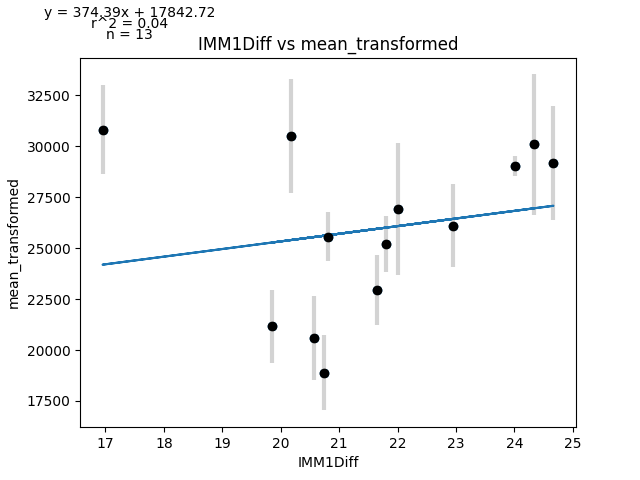 y = 374.39x + 17842.72
r^2 = 0.04
n = 13
IMM1Diff vs mean_transformed
mean_transformed
32500
30000
27500
25000
22500
20000
17500
17 18 19 20 21 22 23 24 25
IMM1Diff